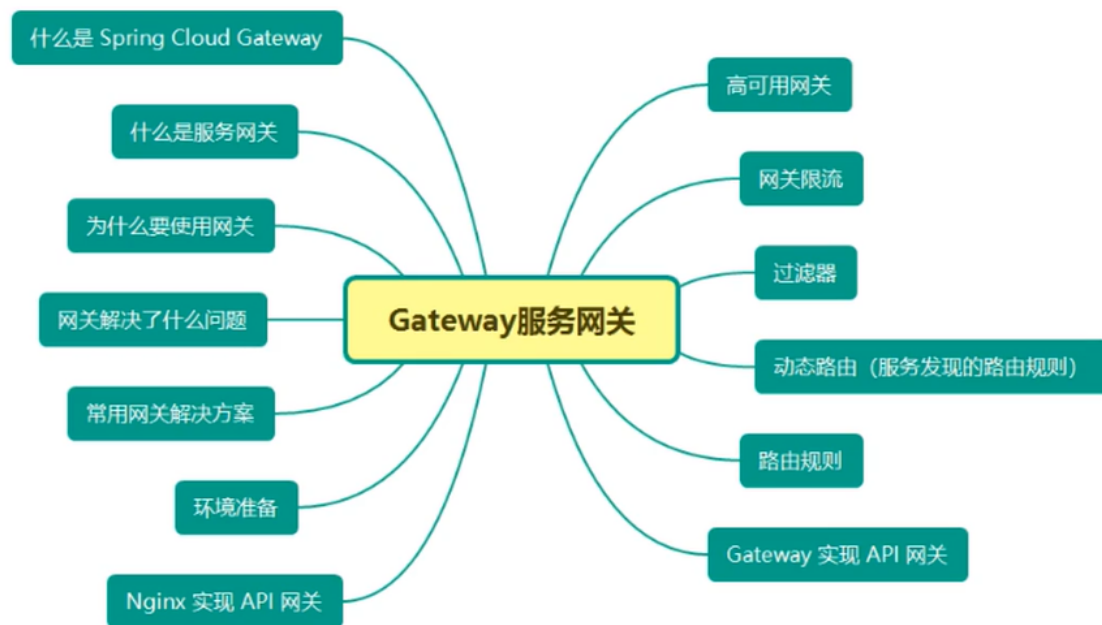 什么是 Spring Cloud Gateway
什么是服务网关
为什么要使用网关
网关解决了什么问题
常用网关解决方案
环境准备
Nginx 实现 API 网关
Gateway服务网关
高可用网关
网关限流
过滤器
动态路由（服务发现的路由规则）
路由规则
Gateway 实现 API 网关